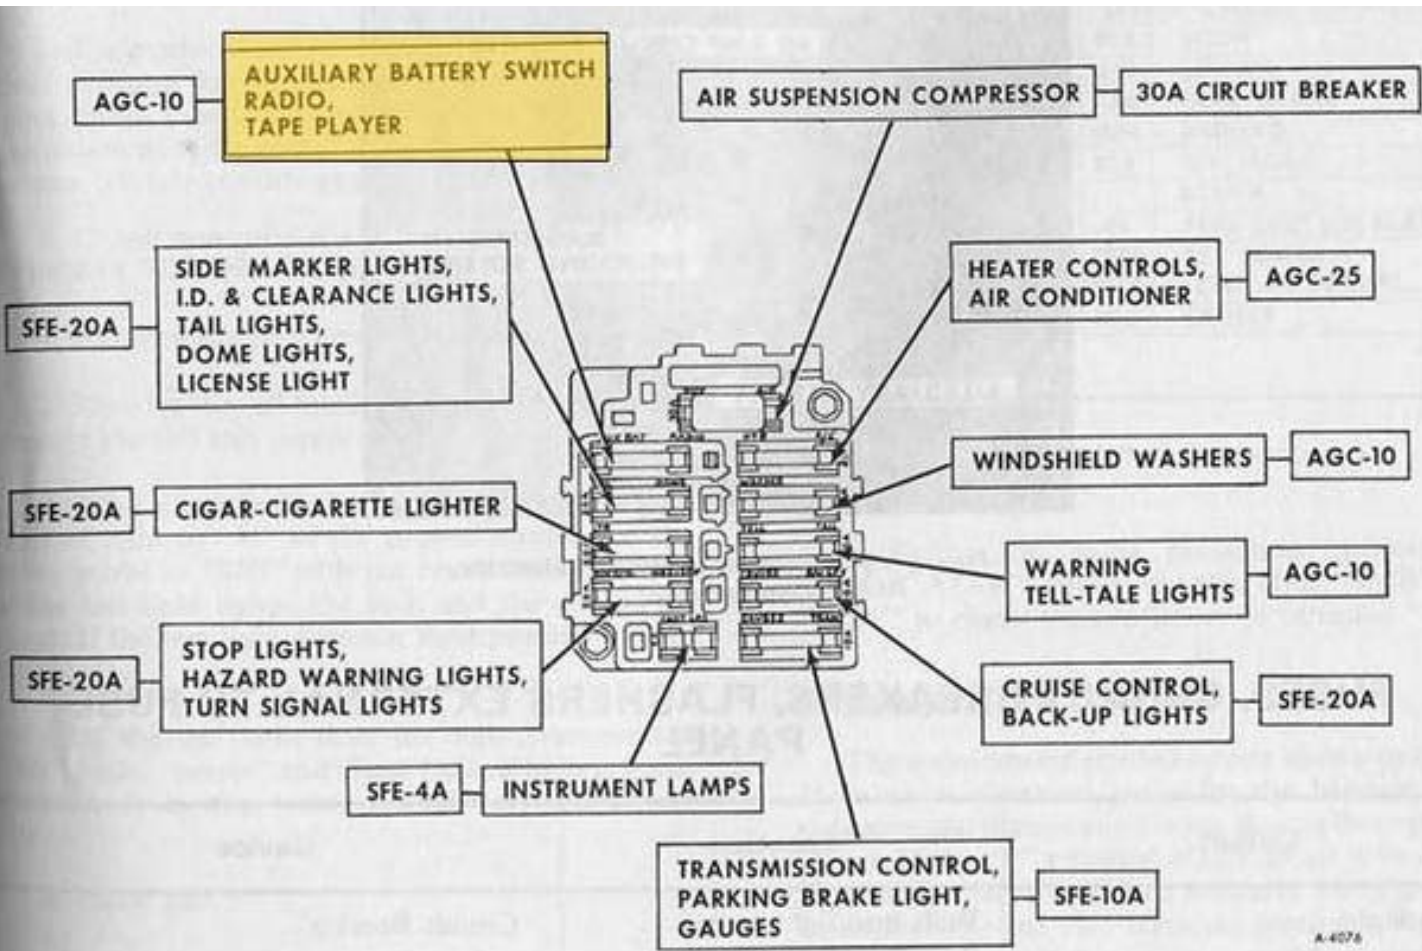 AUXILIARY BATTERY SWITCH
RADIO,
TAPE PLAYER
AGC-10
AIR SUSPENSION COMPRESSOR
30A CIRCUIT BREAKER
SIDE MARKER LIGHTS,
I.D. & CLEARANCE LIGHTS,
TAIL LIGHTS,
DOME LIGHTS,
LICENSE LIGHT
SFE-20A
HEATER CONTROLS,
AIR CONDITIONER
AGC-25
SFE-20A
CIGAR-CIGARETTE LIGHTER
WINDSHIELD WASHERS
AGC-10
WARNING
TELL-TALE LIGHTS
AGC-10
SFE-20A
STOP LIGHTS,
HAZARD WARNING LIGHTS,
TURN SIGNAL LIGHTS
CRUISE CONTROL,
BACK-UP LIGHTS
SFE-20A
SFE-4A
INSTRUMENT LAMPS
TRANSMISSION CONTROL,
PARKING BRAKE LIGHT,
GAUGES
SFE-10A
A-4076